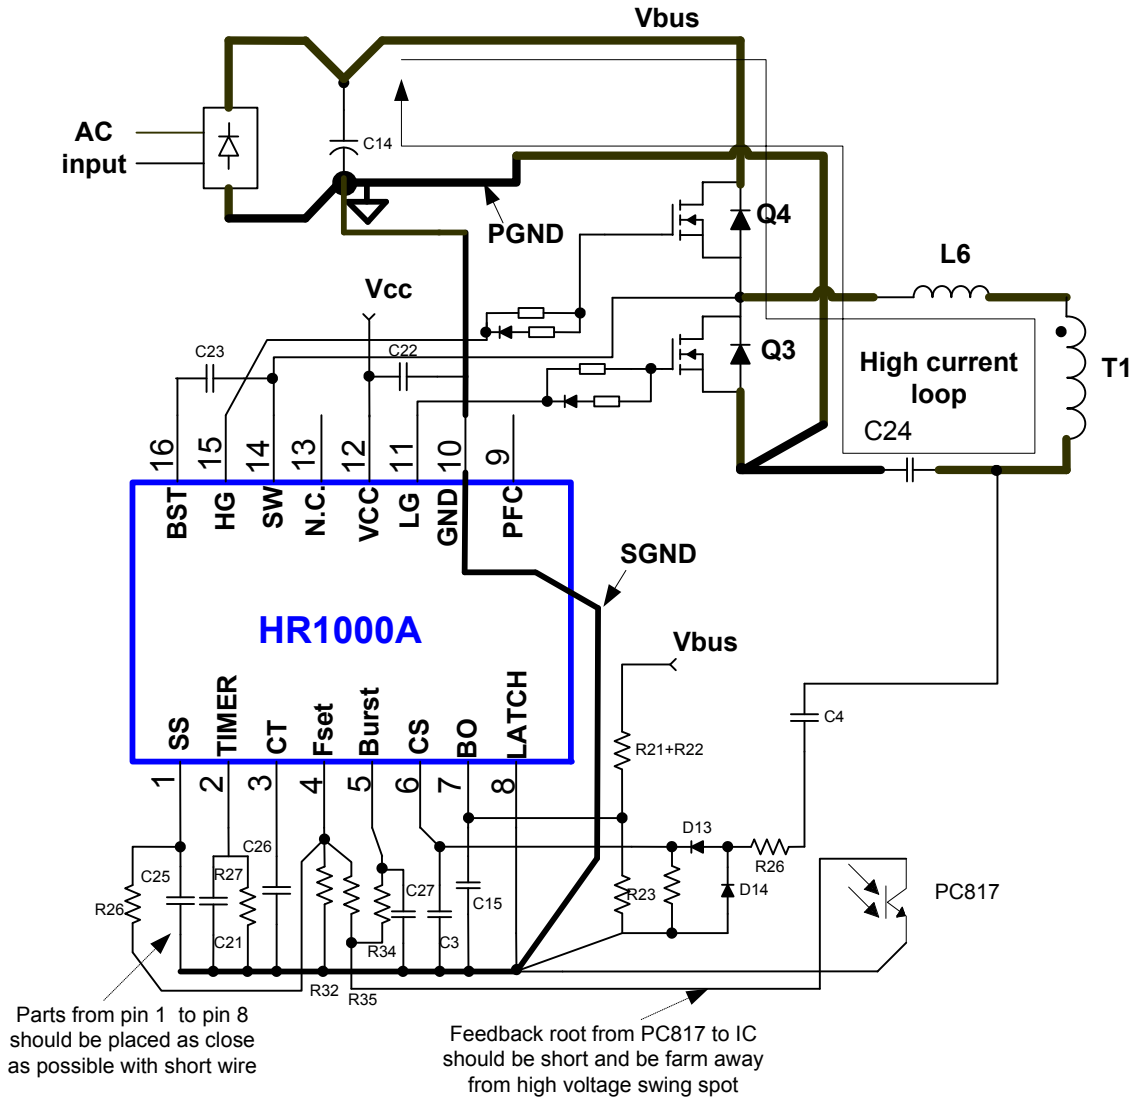 Vbus
AC
input
C14
PGND
Q4
L6
Vcc
C23
C22
Q3
High current
loop
T1
C24
16
15
14
13
12
11
10
9
BST
HG
SW
N.C.
VCC
LG
GND
PFC
SGND
HR1000A
Vbus
SS
TIMER
CT
Fset
Burst
CS
BO
LATCH
C4
R21+R22
1
2
3
4
5
6
7
8
D13
R26
C25
R27
C26
C27
C15
R23
D14
PC817
R26
C21
R34
C3
R32
R35
Parts from pin 1 to pin 8
should be placed as close
as possible with short wire
Feedback root from PC817 to IC
should be short and be farm away
from high voltage swing spot